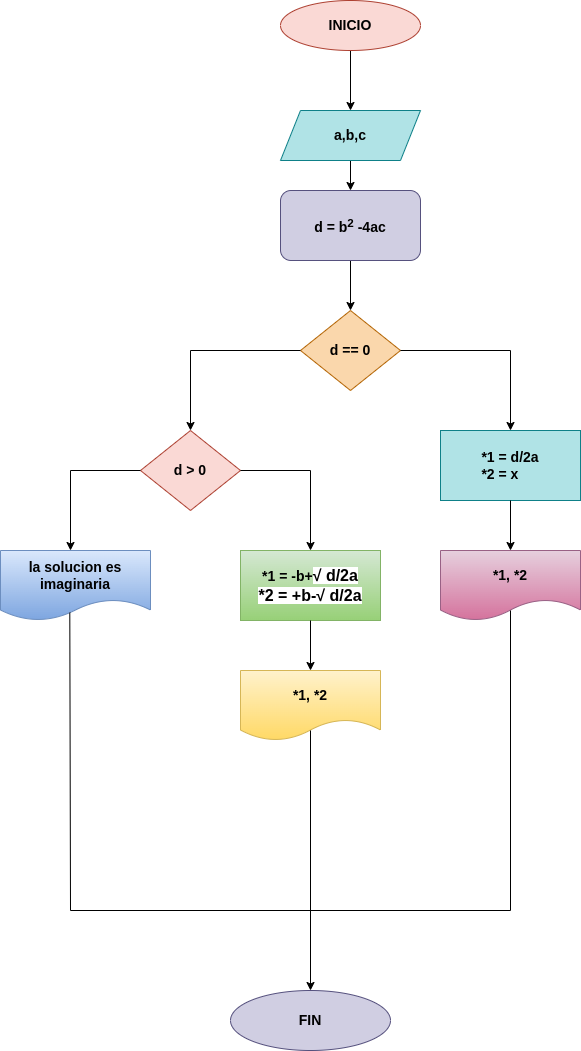 INICIO
a,b,c
d = b² -4ac
d == 0
d > 0
*1 = d/2a
*2 = x
la solucion es
imaginaria
*1 = -b+√ d/2a
*2 = +b-√ d/2a
*1, *2
*1, *2
FIN